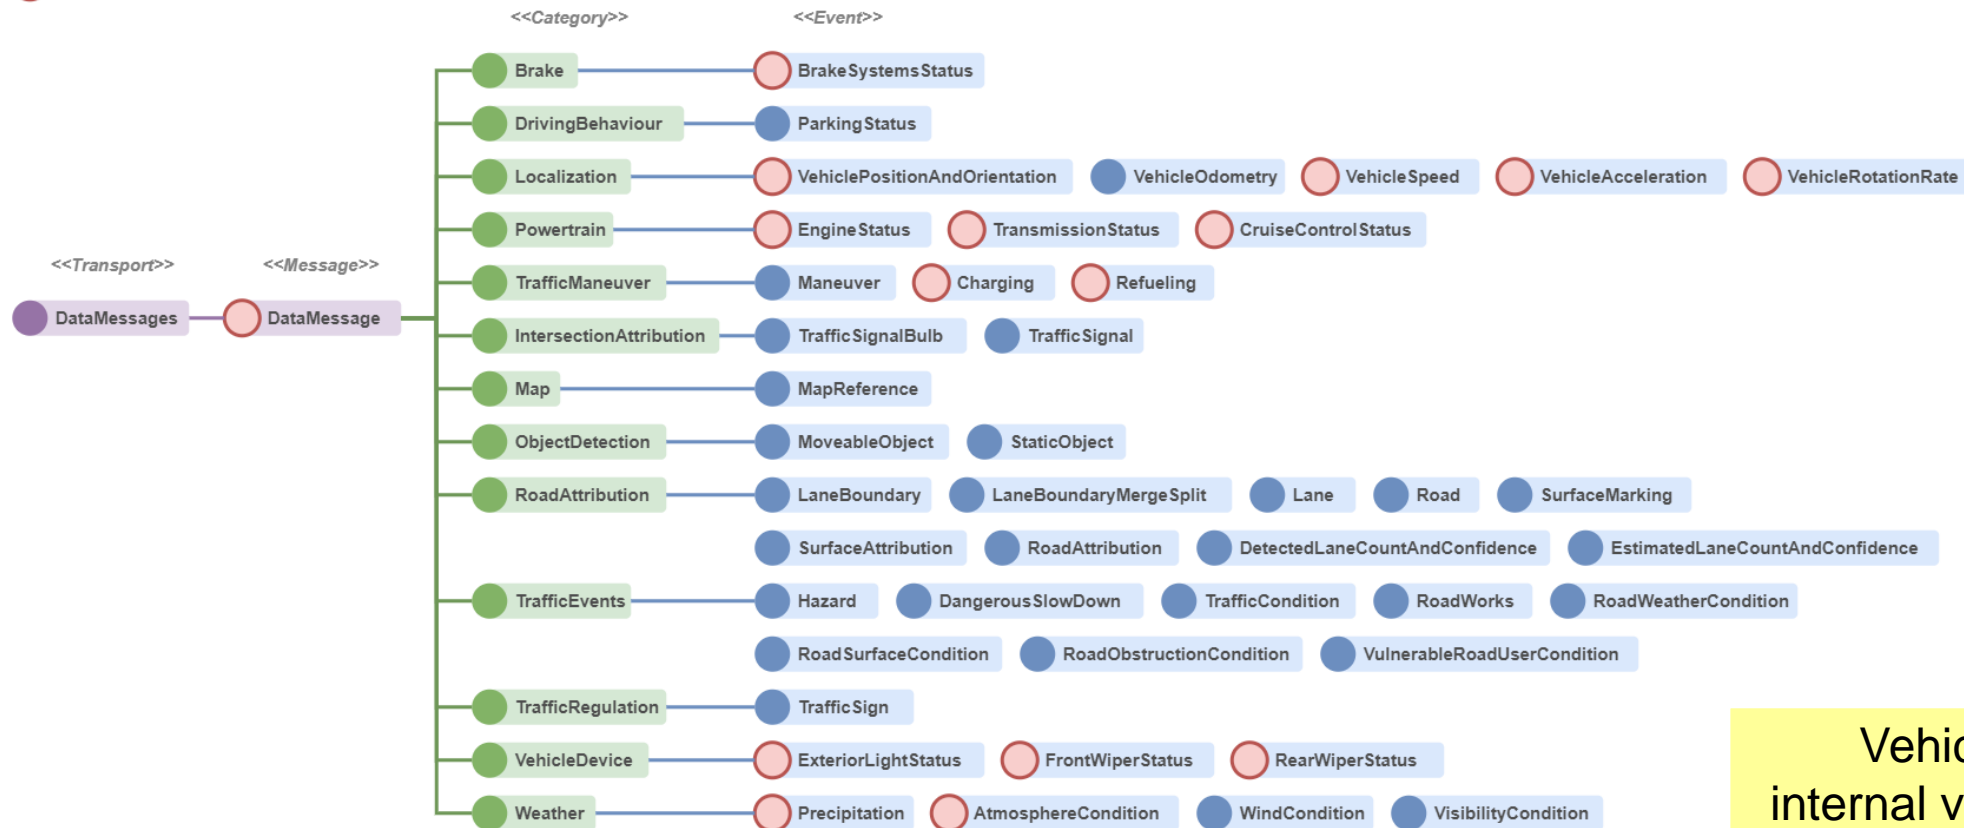 <<Category>> <<Event>>
Brake BrakeSystemsStatus
DrivingBehaviour ParkingStatus
Localization VehiclePositionAndOrientation VehicleOdometry VehicleSpeed VehicleAcceleration VehicleRotationRate
Powertrain EngineStatus TransmissionStatus CruiseControlStatus
<<Transport>> <<Message>>
TrafficManeuver Maneuver Charging Refueling
DataMessages DataMessage
IntersectionAttribution TrafficSignalBulb TrafficSignal
Map MapReference
ObjectDetection MoveableObject StaticObject
RoadAttribution LaneBoundary LaneBoundaryMergeSplit Lane Road SurfaceMarking
SurfaceAttribution RoadAttribution DetectedLaneCountAndConfidence EstimatedLaneCountAndConfidence
TrafficEvents Hazard DangerousSlowDown TrafficCondition RoadWorks RoadWeatherCondition
RoadSurfaceCondition RoadObstructionCondition VulnerableRoadUserCondition
TrafficRegulation TrafficSign
VehicleDevice ExteriorLightStatus FrontWiperStatus RearWiperStatus
Weather Precipitation AtmosphereCondition WindCondition VisibilityCondition
internal